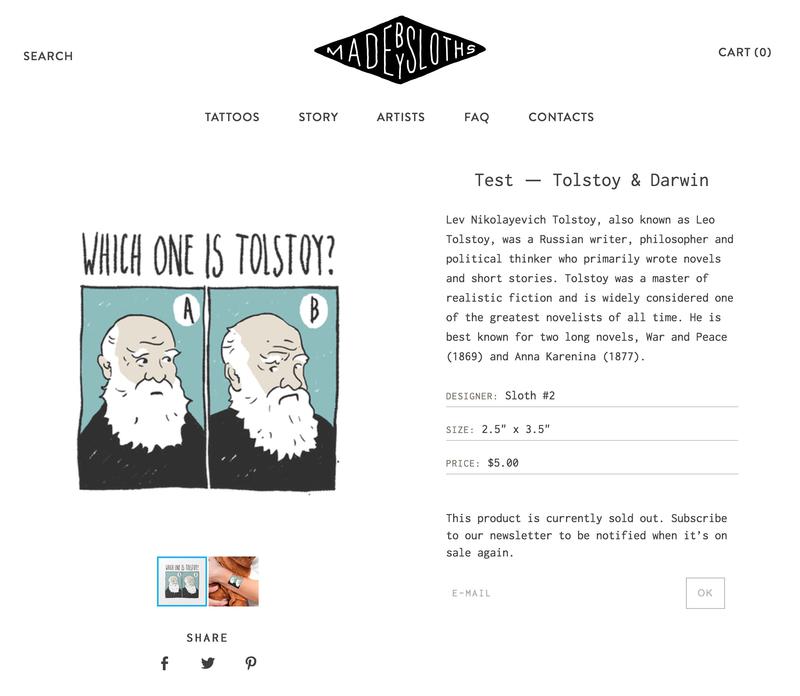 SEARCH
MADE BY SLOTHS
CART (0)
TATTOOS STORY ARTISTS FAQ CONTACTS
Test — Tolstoy & Darwin
WHICH ONE IS TOLSTOY?
A B
Lev Nikolayevich Tolstoy, also known as Leo
Tolstoy, was a Russian writer, philosopher and
political thinker who primarily wrote novels
and short stories. Tolstoy was a master of
realistic fiction and is widely considered one
of the greatest novelists of all time. He is
best known for two long novels, War and Peace
(1869) and Anna Karenina (1877).
DESIGNER: Sloth #2
SIZE: 2.5" x 3.5"
PRICE: $5.00
This product is currently sold out. Subscribe
to our newsletter to be notified when it’s on
sale again.
E-MAIL
OK
WHICH ONE IS TOLSTOY?
SHARE